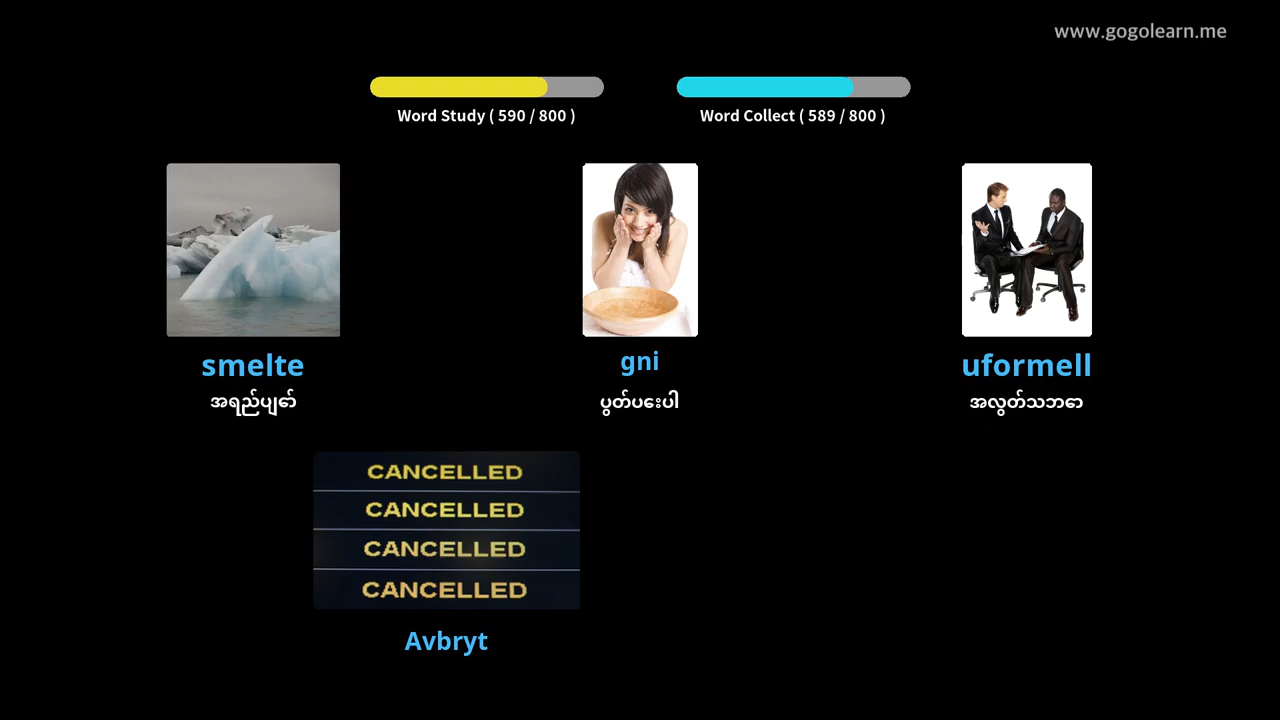 www.gogolearn.me
Word Study ( 590 / 800 )
Word Collect ( 589 / 800 )
smelte
အရည်ပျော်
gni
ပွတ်ပေးပါ
uformell
အလွတ်သဘော
CANCELLED
CANCELLED
CANCELLED
CANCELLED
Avbryt